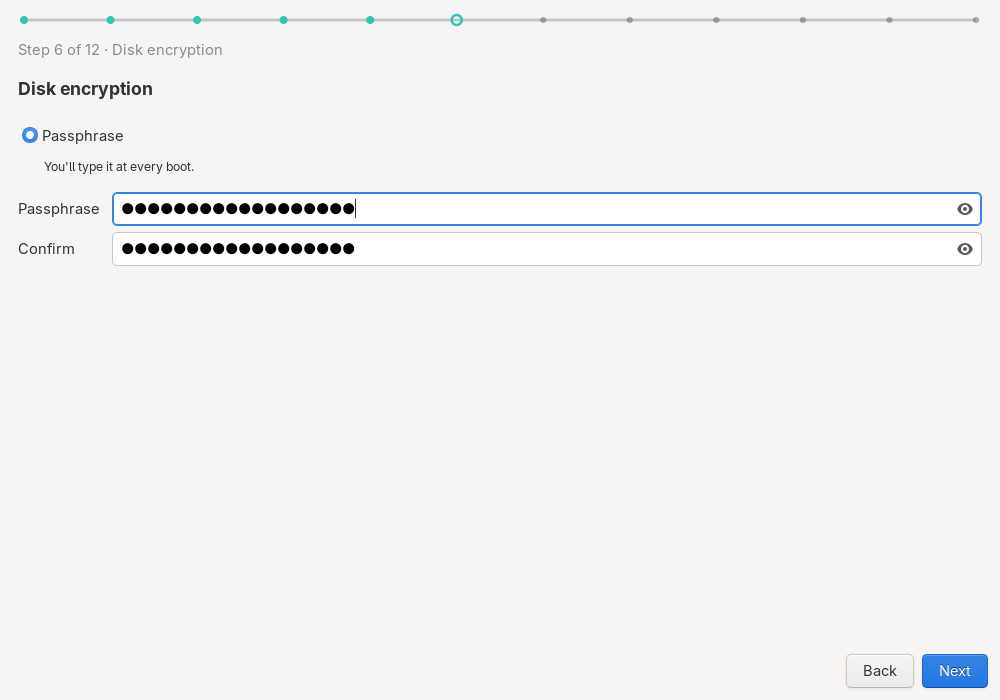 Step 6 of 12 · Disk encryption
Disk encryption
Passphrase
You'll type it at every boot.
Passphrase ●●●●●●●●●●●●●●●●●●
Confirm ●●●●●●●●●●●●●●●●●●
Back Next